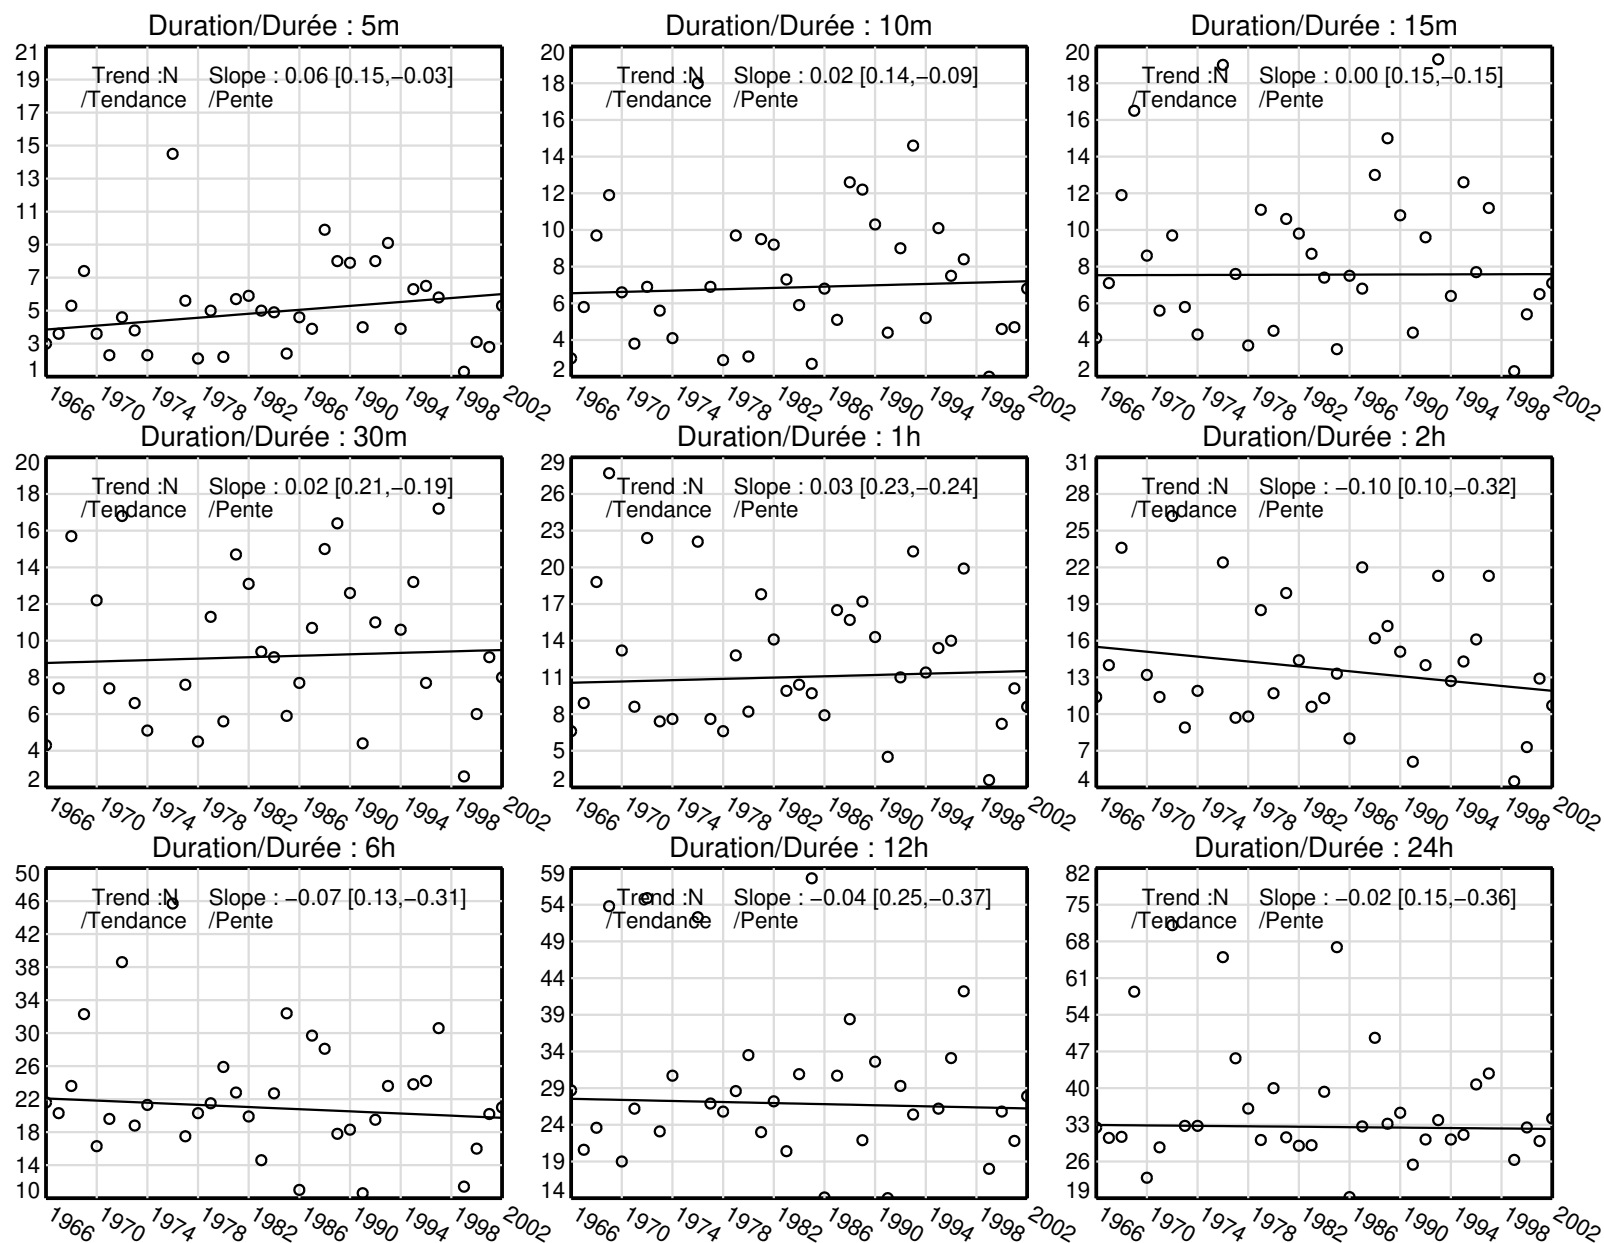 Duration/Durée : 5m
21
19
17
15
13
11
9
7
5
3
1
Trend :N Slope : 0.06 [0.15,−0.03]
/Tendance /Pente
1966 1970 1974 1978 1982 1986 1990 1994 1998 2002
Duration/Durée : 10m
20
18
16
14
12
10
8
6
4
2
Trend :N Slope : 0.02 [0.14,−0.09]
/Tendance /Pente
1966 1970 1974 1978 1982 1986 1990 1994 1998 2002
Duration/Durée : 15m
20
18
16
14
12
10
8
6
4
2
Trend :N Slope : 0.00 [0.15,−0.15]
/Tendance /Pente
1966 1970 1974 1978 1982 1986 1990 1994 1998 2002
Duration/Durée : 30m
20
18
16
14
12
10
8
6
4
2
Trend :N Slope : 0.02 [0.21,−0.19]
/Tendance /Pente
1966 1970 1974 1978 1982 1986 1990 1994 1998 2002
Duration/Durée : 1h
29
26
23
20
17
14
11
8
5
2
Trend :N Slope : 0.03 [0.23,−0.24]
/Tendance /Pente
1966 1970 1974 1978 1982 1986 1990 1994 1998 2002
Duration/Durée : 2h
31
28
25
22
19
16
13
10
7
4
Trend :N Slope : −0.10 [0.10,−0.32]
/Tendance /Pente
1966 1970 1974 1978 1982 1986 1990 1994 1998 2002
Duration/Durée : 6h
50
46
42
38
34
30
26
22
18
14
10
Trend :N Slope : −0.07 [0.13,−0.31]
/Tendance /Pente
1966 1970 1974 1978 1982 1986 1990 1994 1998 2002
Duration/Durée : 12h
59
54
49
44
39
34
29
24
19
14
Trend :N Slope : −0.04 [0.25,−0.37]
/Tendance /Pente
1966 1970 1974 1978 1982 1986 1990 1994 1998 2002
Duration/Durée : 24h
82
75
68
61
54
47
40
33
26
19
Trend :N Slope : −0.02 [0.15,−0.36]
/Tendance /Pente
1966 1970 1974 1978 1982 1986 1990 1994 1998 2002